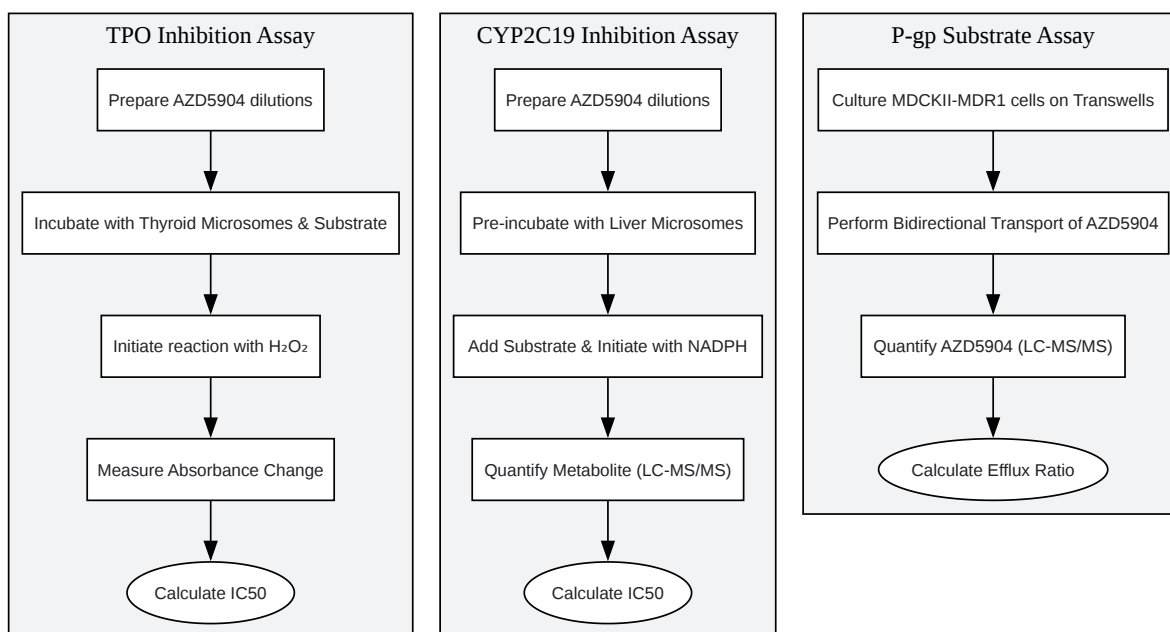 TPO Inhibition Assay
Prepare AZD5904 dilutions
Incubate with Thyroid Microsomes & Substrate
Initiate reaction with H₂O₂
Measure Absorbance Change
Calculate IC50
CYP2C19 Inhibition Assay
Prepare AZD5904 dilutions
Pre-incubate with Liver Microsomes
Add Substrate & Initiate with NADPH
Quantify Metabolite (LC-MS/MS)
Calculate IC50
P-gp Substrate Assay
Culture MDCKII-MDR1 cells on Transwells
Perform Bidirectional Transport of AZD5904
Quantify AZD5904 (LC-MS/MS)
Calculate Efflux Ratio